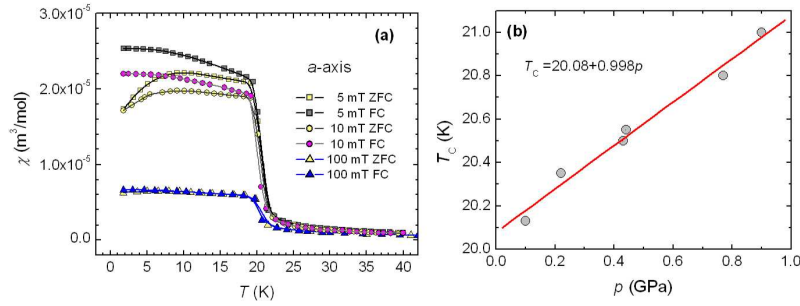 3.0x10⁻⁵
2.0x10⁻⁵
1.0x10⁻⁵
0.0
χ (m³/mol)
0 5 10 15 20 25 30 35 40
T (K)
(a)
a-axis
5 mT ZFC
5 mT FC
10 mT ZFC
10 mT FC
100 mT ZFC
100 mT FC
(b)
T_C =20.08+0.998p
21.0
20.8
20.6
20.4
20.2
20.0
T_C (K)
0.0 0.2 0.4 0.6 0.8 1.0
p (GPa)